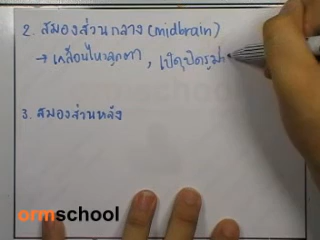 2. สมองส่วนกลาง (midbrain)
→ เคลื่อนไหวลูกตา, เปิดปิดรูม่า
3. สมองส่วนหลัง
ormschool